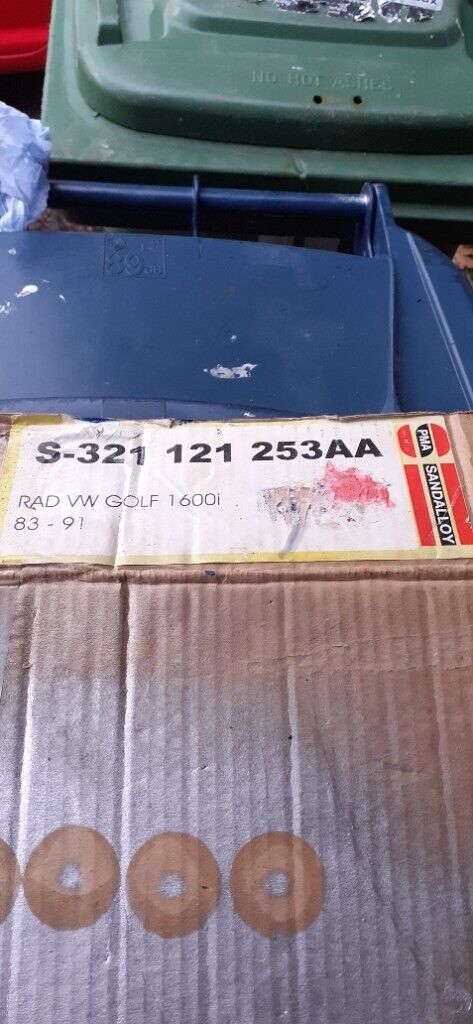 NO HOT ASHES
S-321 121 253AA
RAD VW GOLF 1600i
83 - 91
PMA
SANDALLOY